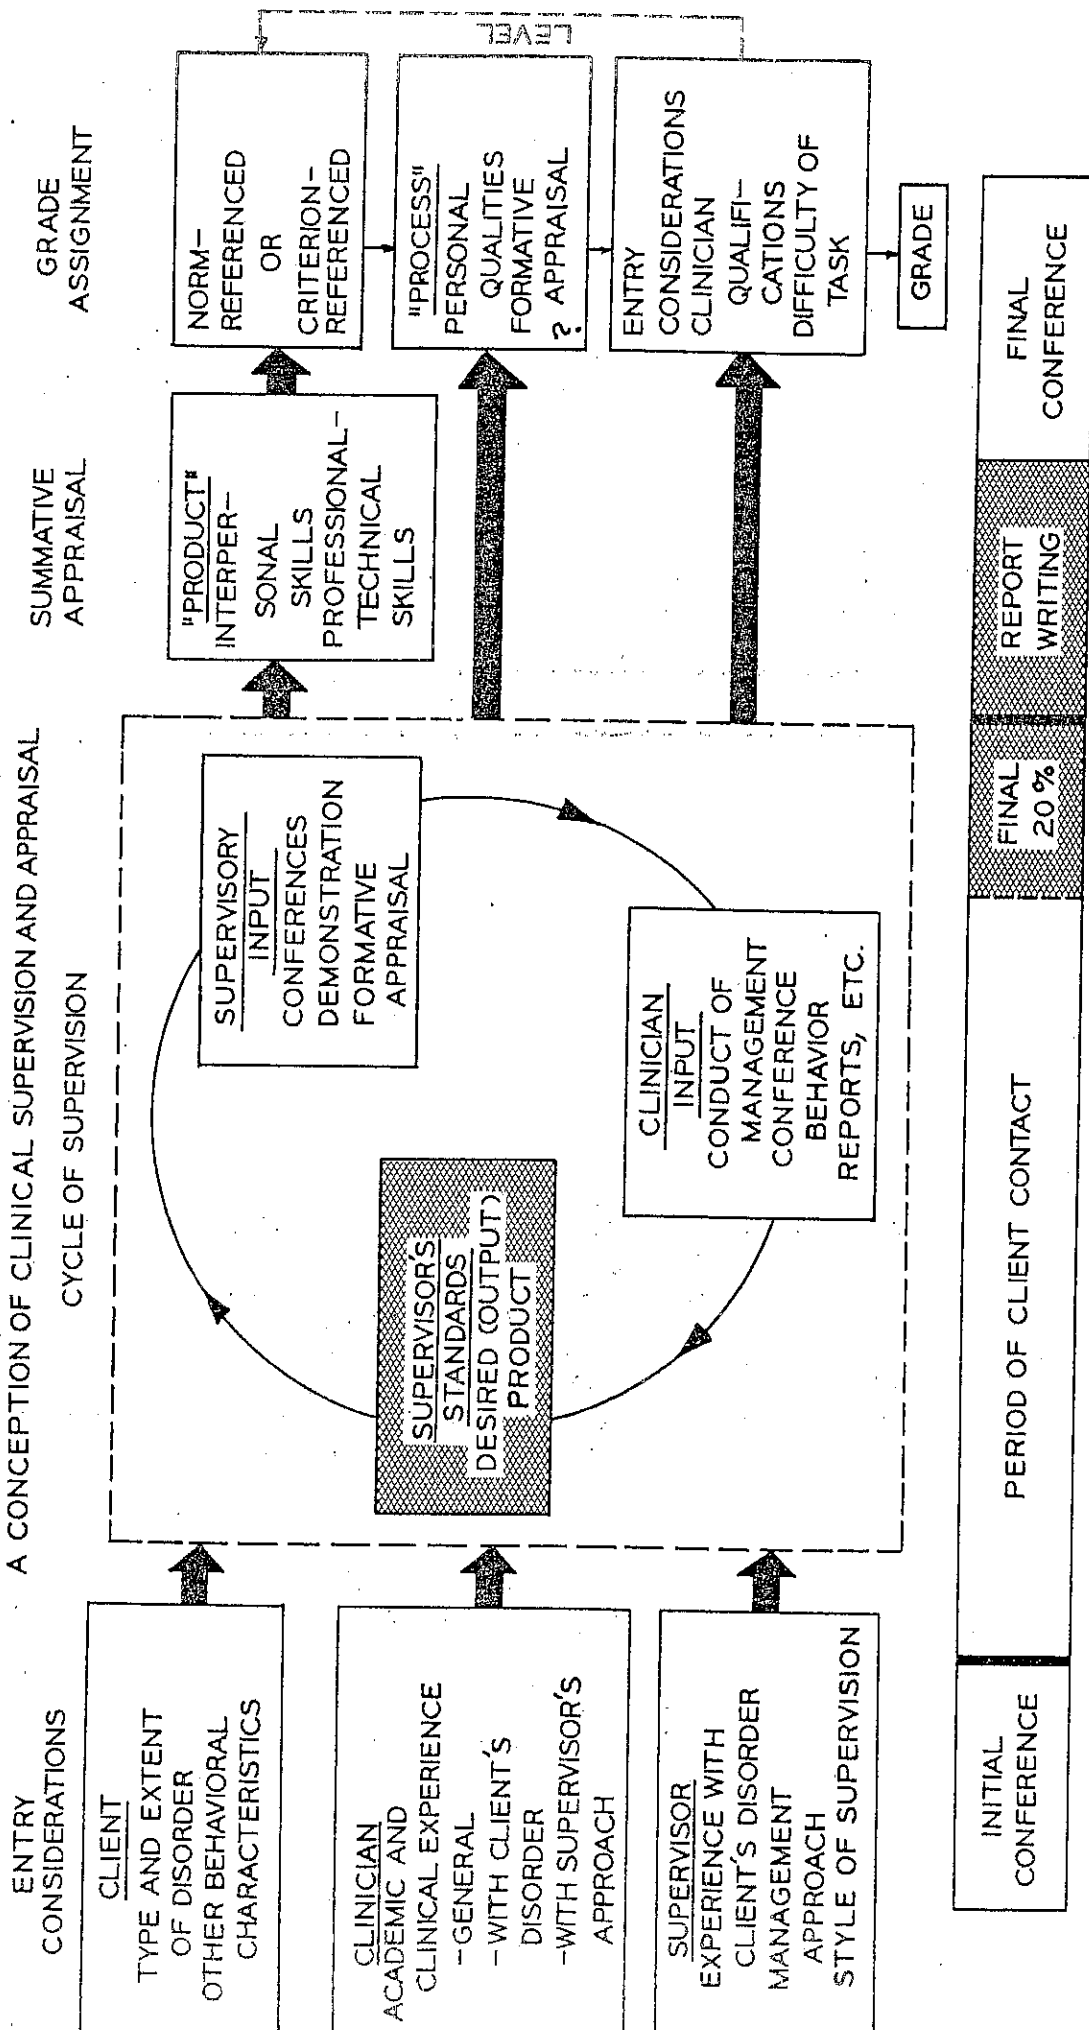 A CONCEPTION OF CLINICAL SUPERVISION AND APPRAISAL
ENTRY
CONSIDERATIONS
CYCLE OF SUPERVISION
SUMMATIVE
APPRAISAL
GRADE
ASSIGNMENT
CLIENT
TYPE AND EXTENT
OF DISORDER
OTHER BEHAVIORAL
CHARACTERISTICS
CLINICIAN
ACADEMIC AND
CLINICAL EXPERIENCE
-GENERAL
-WITH CLIENT'S
DISORDER
-WITH SUPERVISOR'S
APPROACH
SUPERVISOR
EXPERIENCE WITH
CLIENT'S DISORDER
MANAGEMENT
APPROACH
STYLE OF SUPERVISION
SUPERVISOR'S
STANDARDS
DESIRED (OUTPUT)
PRODUCT
SUPERVISORY
INPUT
CONFERENCES
DEMONSTRATION
FORMATIVE
APPRAISAL
CLINICIAN
INPUT
CONDUCT OF
MANAGEMENT
CONFERENCE
BEHAVIOR
REPORTS, ETC.
"PRODUCT"
INTERPER-
SONAL
SKILLS
PROFESSIONAL-
TECHNICAL
SKILLS
NORM-
REFERENCED
OR
CRITERION-
REFERENCED
"PROCESS"
PERSONAL
QUALITIES
FORMATIVE
? APPRAISAL
ENTRY
CONSIDERATIONS
CLINICIAN
QUALIFI-
CATIONS
DIFFICULTY OF
TASK
LEVEL
GRADE
INITIAL
CONFERENCE
PERIOD OF CLIENT CONTACT
FINAL
20%
REPORT
WRITING
FINAL
CONFERENCE